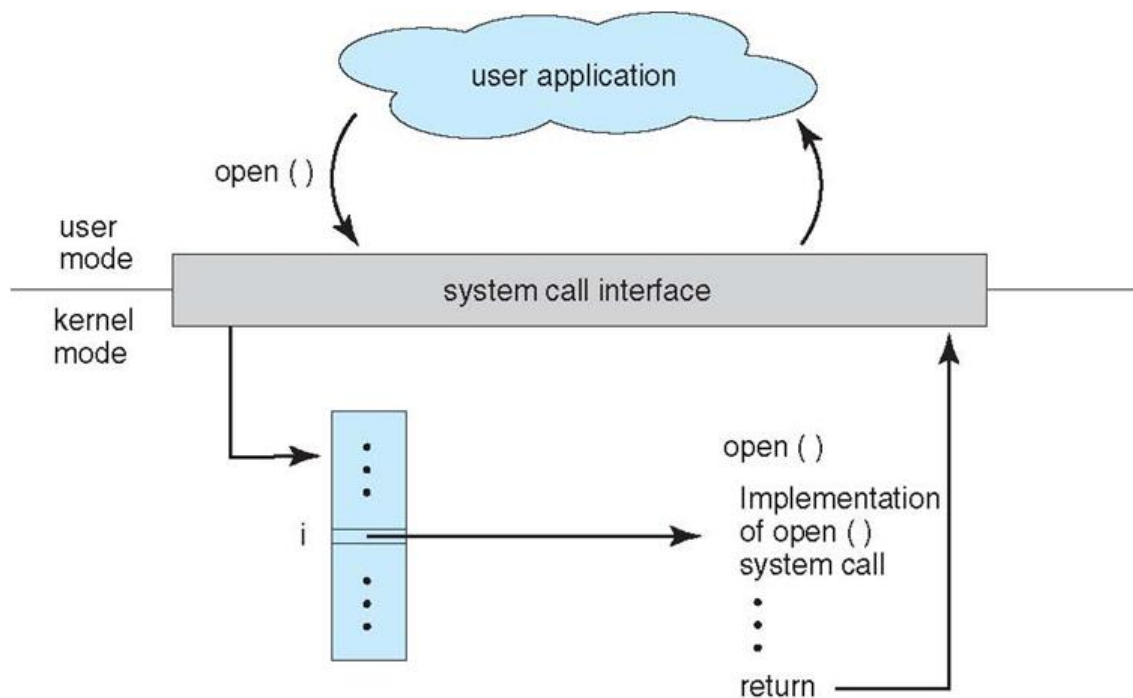 user application
open ( )
user
mode
system call interface
kernel
mode
open ( )
Implementation
of open ( )
system call
i
return